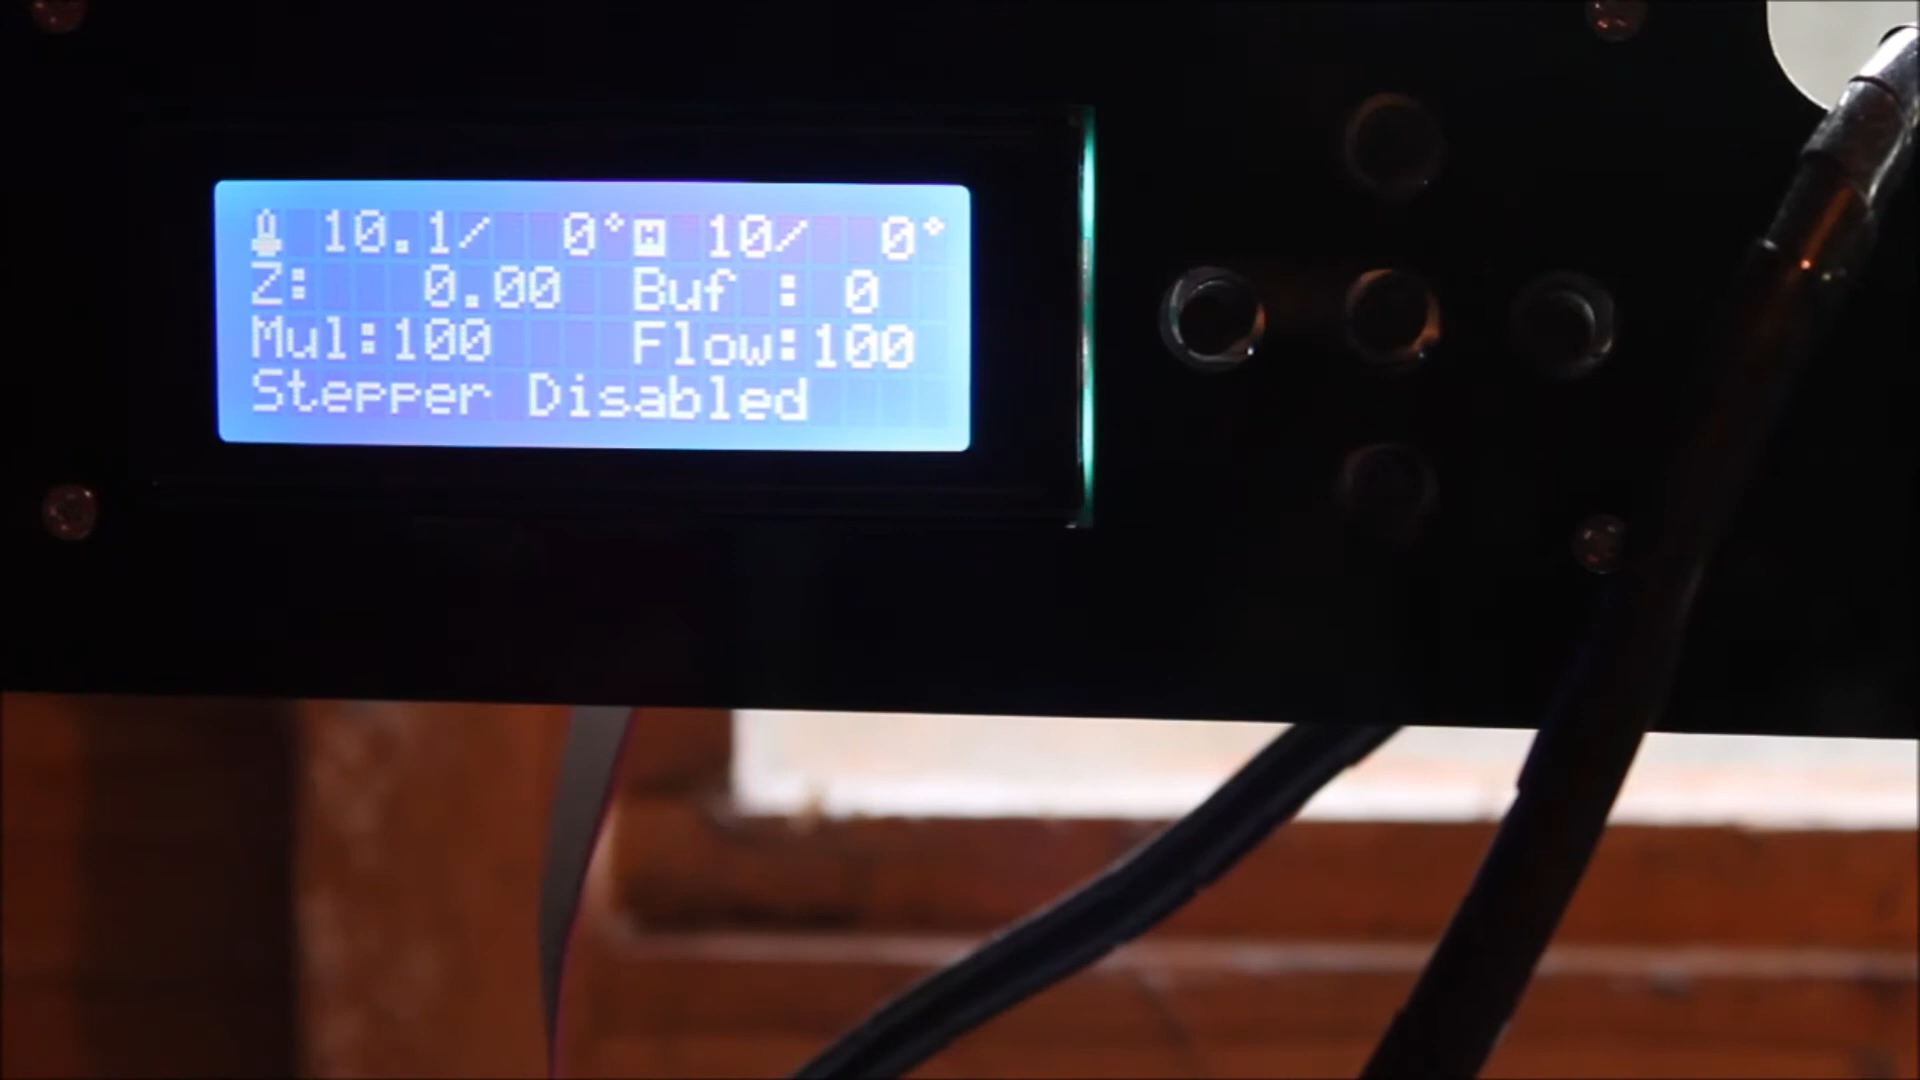 10.1/ 0° 10/ 0°
Z: 0.00 Buf : 0
Mul:100 Flow:100
Stepper Disabled